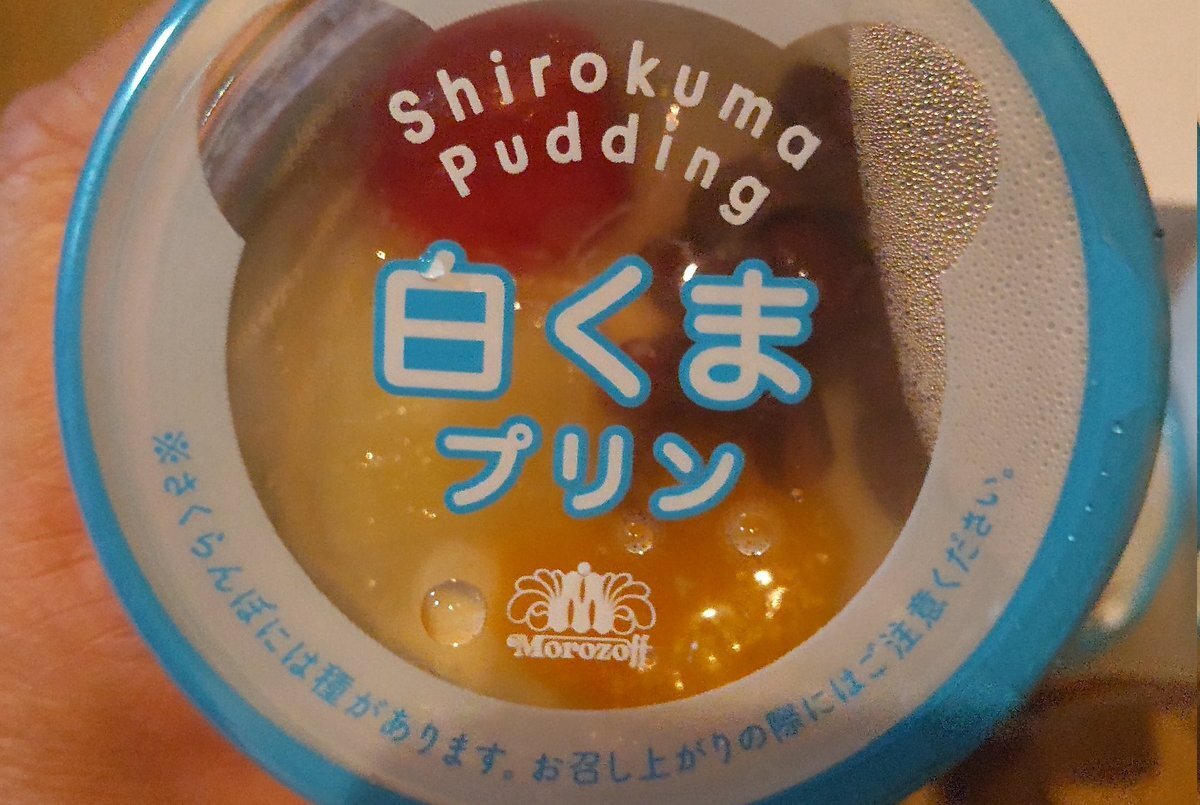 Shirokuma
Pudding
白くま
プリン
Morozoff
※さくらんぼには種があります。お召し上がりの際にはご注意ください。